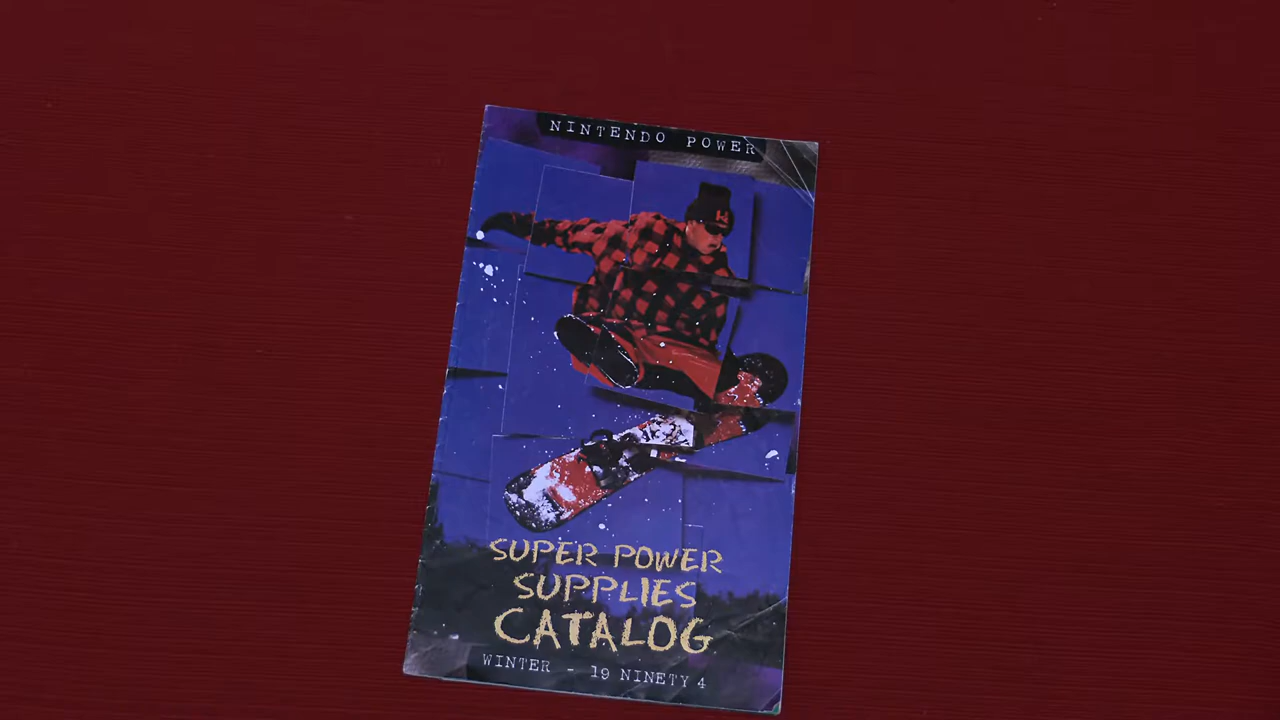 NINTENDO POWER
SUPER POWER
SUPPLIES
CATALOG
WINTER - 19 NINETY 4